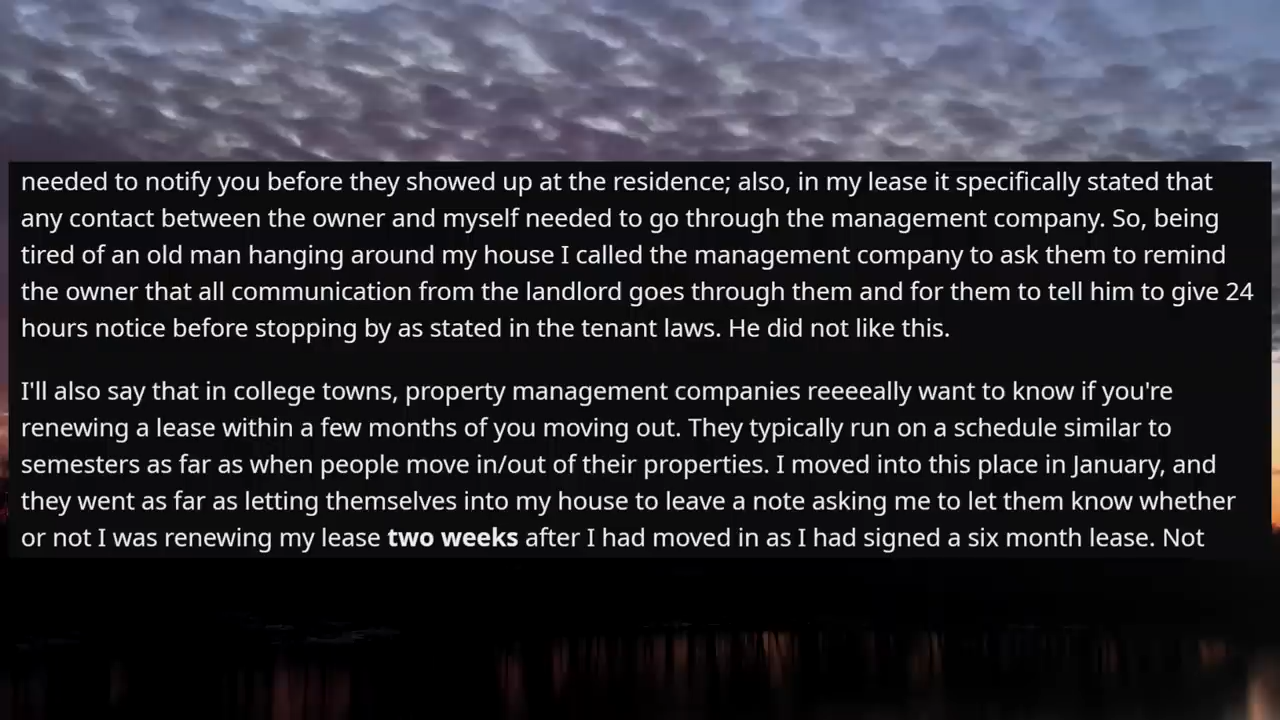 needed to notify you before they showed up at the residence; also, in my lease it specifically stated that
any contact between the owner and myself needed to go through the management company. So, being
tired of an old man hanging around my house I called the management company to ask them to remind
the owner that all communication from the landlord goes through them and for them to tell him to give 24
hours notice before stopping by as stated in the tenant laws. He did not like this.
I'll also say that in college towns, property management companies reeeeally want to know if you're
renewing a lease within a few months of you moving out. They typically run on a schedule similar to
semesters as far as when people move in/out of their properties. I moved into this place in January, and
they went as far as letting themselves into my house to leave a note asking me to let them know whether
or not I was renewing my lease two weeks after I had moved in as I had signed a six month lease. Not